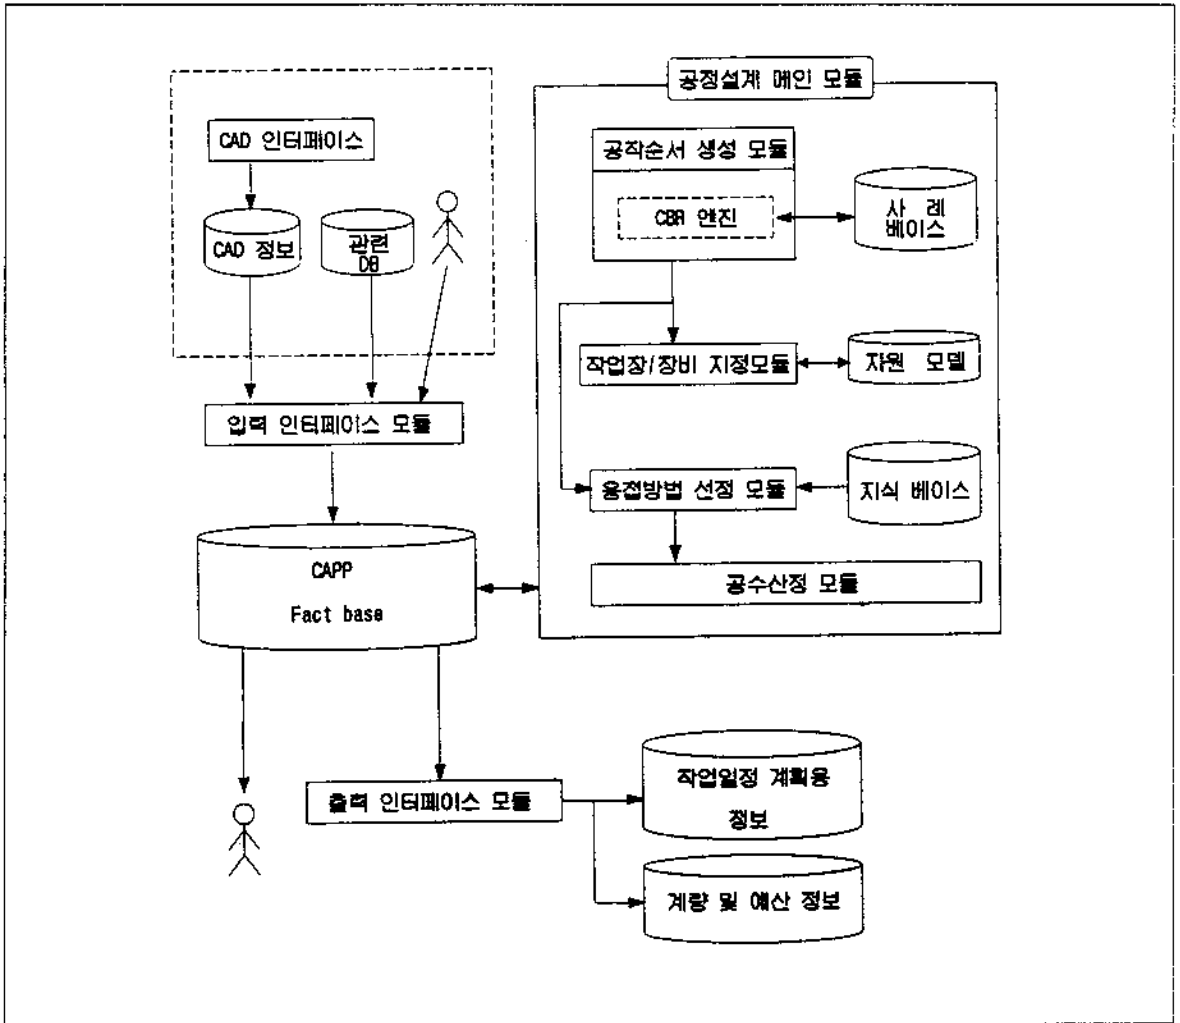 공정설계 메인 모듈
CAD 인터페이스
CAD 정보
관련
DB
공작순서 생성 모듈
CBR 엔진
사 례
베이스
작업장/장비 지정모듈
자원 모델
입력 인터페이스 모듈
용접방법 선정 모듈
지식 베이스
CAPP
Fact base
공수산정 모듈
출력 인터페이스 모듈
작업일정 계획용
정보
계량 및 예산 정보